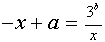 −x + a = 3^b / x